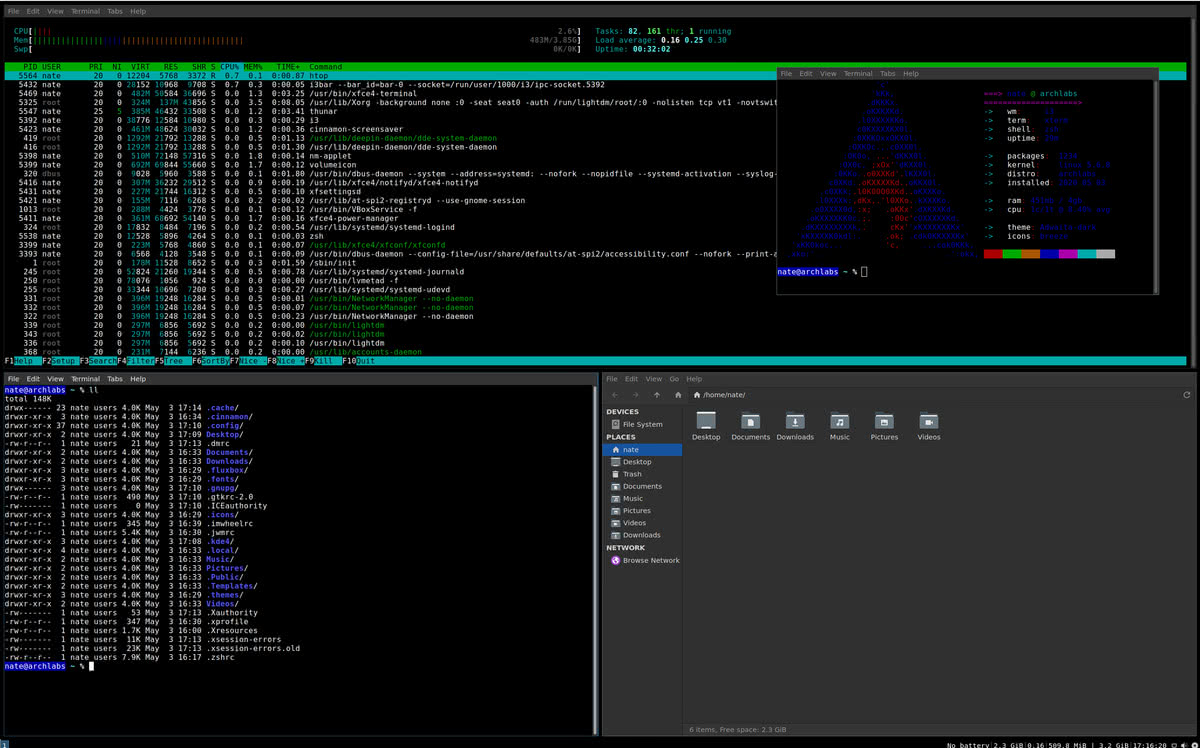 File Edit View Terminal Tabs Help
CPU[|||| 2.6%] Tasks: 82, 161 thr; 1 running
Mem[ 483M/3.85G] Load average: 0.16 0.25 0.30
Swp[ 0K/0K] Uptime: 00:32:02
PID USER PRI NI VIRT RES SHR S CPU% MEM% TIME+ Command
5564 nate 20 0 12294 5768 3372 R 0.7 0.1 0:00.87 htop
5432 nate 20 0 28152 10968 9708 S 0.7 0.3 0:00.05 i3bar --bar_id=bar-0 --socket=/run/user/1000/i3/ipc-socket.5392
5469 nate 20 0 482M 50584 36964 S 0.7 1.3 0:03.25 /usr/bin/xfce4-terminal
5325 root 20 0 324M 137M 43856 S 0.7 3.5 0:08.05 /usr/lib/Xorg -background none :0 -seat seat0 -auth /run/lightdm/root/:0 -nolisten tcp vt1 -novtswit
5547 nate 25 5 385M 46432 33508 S 0.7 1.2 0:03.41 thunar
5392 nate 20 0 38776 12584 10980 S 0.0 0.3 0:00.29 i3
5423 nate 20 0 461M 48624 30032 S 0.0 1.2 0:00.36 cinnamon-screensaver
419 root 20 0 1292M 21792 13288 S 0.0 0.5 0:01.13 /usr/lib/deepin-daemon/dde-system-daemon
416 root 20 0 1292M 21792 13288 S 0.0 0.5 0:01.30 /usr/lib/deepin-daemon/dde-system-daemon
5398 nate 20 0 510M 72148 57316 S 0.0 1.8 0:00.14 nm-applet
5399 nate 20 0 692M 69844 55660 S 0.0 1.7 0:00.12 volumeicon
320 dbus 20 0 9028 5960 3588 S 0.0 0.1 0:01.80 /usr/bin/dbus-daemon --system --address=systemd: --nofork --nopidfile --systemd-activation --syslog-
5416 nate 20 0 307M 36232 29512 S 0.0 0.9 0:00.19 /usr/lib/xfce4/notifyd/xfce4-notifyd
5431 nate 20 0 227M 21744 16312 S 0.0 0.5 0:00.10 xfsettingsd
5421 nate 20 0 155M 7116 6268 S 0.0 0.2 0:00.02 /usr/lib/at-spi2-registryd --use-gnome-session
1013 root 20 0 288M 4424 3776 S 0.0 0.1 0:00.12 /usr/bin/VBoxService -f
5411 nate 20 0 361M 68692 54140 S 0.0 1.7 0:00.16 xfce4-power-manager
324 root 20 0 17832 8484 7196 S 0.0 0.2 0:00.54 /usr/lib/systemd/systemd-logind
5538 nate 20 0 12528 5896 4264 S 0.0 0.1 0:00.03 zsh
3399 nate 20 0 223M 5768 4860 S 0.0 0.1 0:00.07 /usr/lib/xfce4/xfconf/xfconfd
3393 nate 20 0 6568 4128 3548 S 0.0 0.1 0:00.09 /usr/bin/dbus-daemon --config-file=/usr/share/defaults/at-spi2/accessibility.conf --nofork --print-a
1 root 20 0 178M 11528 8652 S 0.0 0.3 0:01.59 /sbin/init
245 root 20 0 52824 21260 19344 S 0.0 0.5 0:00.78 /usr/lib/systemd/systemd-journald
250 root 20 0 78076 1056 924 S 0.0 0.0 0:00.00 /usr/bin/lvmetad -f
255 root 20 0 33344 10696 7200 S 0.0 0.3 0:00.27 /usr/lib/systemd/systemd-udevd
331 root 20 0 396M 19248 16284 S 0.0 0.5 0:00.01 /usr/bin/NetworkManager --no-daemon
332 root 20 0 396M 19248 16284 S 0.0 0.5 0:00.07 /usr/bin/NetworkManager --no-daemon
322 root 20 0 396M 19248 16284 S 0.0 0.5 0:00.23 /usr/bin/NetworkManager --no-daemon
339 root 20 0 297M 6856 5692 S 0.0 0.2 0:00.00 /usr/bin/lightdm
343 root 20 0 297M 6856 5692 S 0.0 0.2 0:00.02 /usr/bin/lightdm
336 root 20 0 297M 6856 5692 S 0.0 0.2 0:00.10 /usr/bin/lightdm
368 root 20 0 231M 7144 6236 S 0.0 0.2 0:00.00 /usr/lib/accounts-daemon
F1Help F2Setup F3SearchF4FilterF5Tree F6SortByF7Nice -F8Nice +F9Kill F10Quit
File Edit View Terminal Tabs Help
===> nate @ archlabs
-> wm i3
-> term
-> shell zsh
-> uptime
-> packages 1234
-> kernel
-> distro archlabs
-> installed
-> ram
-> cpu
-> theme
-> icons
nate@archlabs ~ %
File Edit View Terminal Tabs Help
nate@archlabs ~ % ll
total 148K
drwx------ 23 nate users 4.0K May 3 17:14 .cache/
drwxr-xr-x 3 nate users 4.0K May 3 16:34 .cinnamon/
drwxr-xr-x 37 nate users 4.0K May 3 17:10 .config/
drwxr-xr-x 2 nate users 4.0K May 3 17:09 Desktop/
-rw-r--r-- 1 nate users 21 May 3 17:13 .dmrc
drwxr-xr-x 2 nate users 4.0K May 3 16:33 Documents/
drwxr-xr-x 2 nate users 4.0K May 3 16:33 Downloads/
drwxr-xr-x 3 nate users 4.0K May 3 16:29 .fluxbox/
drwxr-xr-x 3 nate users 4.0K May 3 16:29 .fonts/
drwx------ 3 nate users 4.0K May 3 17:10 .gnupg/
-rw-r--r-- 1 nate users 490 May 3 17:10 .gtkrc-2.0
-rw------- 1 nate users 0 May 3 17:10 .ICEauthority
drwxr-xr-x 3 nate users 4.0K May 3 16:29 .icons/
-rw-r--r-- 1 nate users 345 May 3 16:39 .imwheelrc
-rw-r--r-- 1 nate users 5.4K May 3 16:30 .jwmrc
drwxr-xr-x 3 nate users 4.0K May 3 17:08 .kde4/
drwxr-xr-x 4 nate users 4.0K May 3 16:33 .local/
drwxr-xr-x 2 nate users 4.0K May 3 16:33 Music/
drwxr-xr-x 2 nate users 4.0K May 3 16:33 Pictures/
drwxr-xr-x 2 nate users 4.0K May 3 16:33 .Public/
drwxr-xr-x 2 nate users 4.0K May 3 16:33 .Templates/
drwxr-xr-x 3 nate users 4.0K May 3 16:29 .themes/
drwxr-xr-x 2 nate users 4.0K May 3 16:33 Videos/
-rw------- 1 nate users 53 May 3 17:13 .Xauthority
-rw-r--r-- 1 nate users 347 May 3 16:30 .xprofile
-rw-r--r-- 1 nate users 1.7K May 3 16:00 .Xresources
-rw------- 1 nate users 11K May 3 17:13 .xsession-errors
-rw------- 1 nate users 23K May 3 17:13 .xsession-errors.old
-rw-r--r-- 1 nate users 7.9K May 3 16:17 .zshrc
nate@archlabs ~ %
File Edit View Go Help
/home/nate/
DEVICES
File System
PLACES
nate
Desktop
Trash
Documents
Music
Pictures
Videos
Downloads
NETWORK
Browse Network
Desktop Documents Downloads Music Pictures Videos
6 items, Free space: 2.3 GiB
1
No battery|2.3 GiB|0.16|509.8 MiB | 3.2 GiB|17:16:20